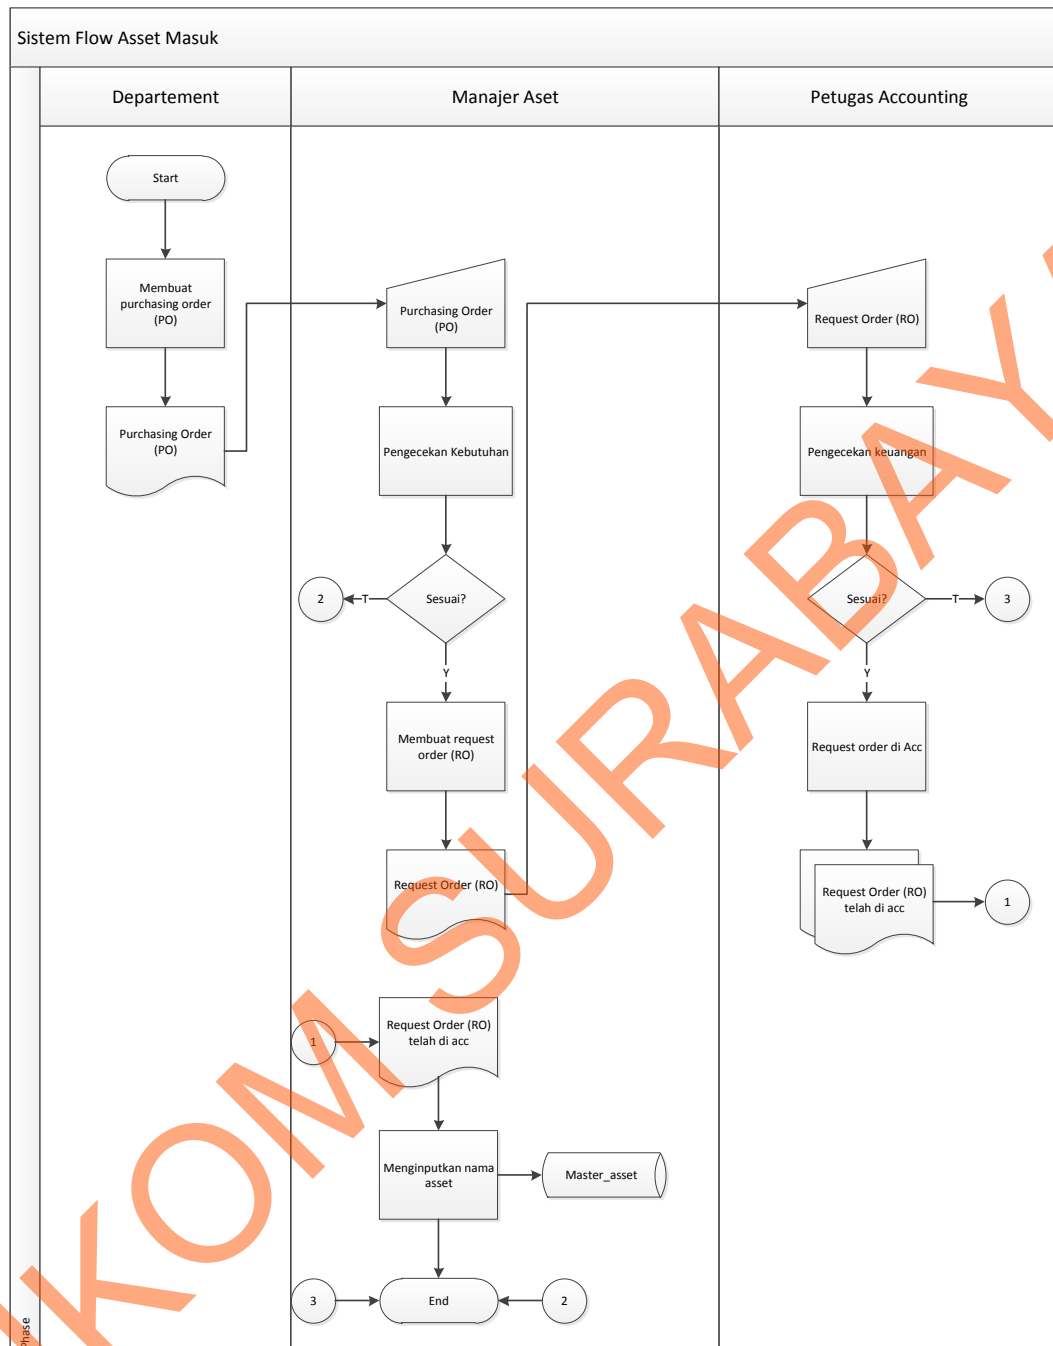 Sistem Flow Asset Masuk
Departement
Manajer Aset
Petugas Accounting
Phase
Start
Membuat
purchasing order
(PO)
Purchasing Order
(PO)
Purchasing Order
(PO)
Pengecekan Kebutuhan
Sesuai?
T
2
Y
Membuat request
order (RO)
Request Order (RO)
1
Request Order (RO)
telah di acc
Menginputkan nama
asset
Master_asset
3
End
2
Request Order (RO)
Pengecekan keuangan
Sesuai?
T
3
Y
Request order di Acc
Request Order (RO)
telah di acc
1
KOM SURABAY